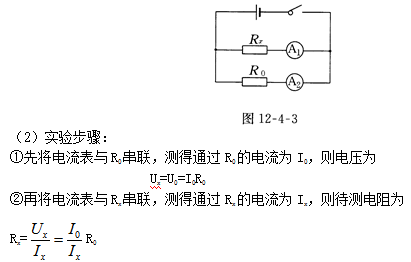 Rₓ A₁
R₀ A₂
图 12-4-3
（2）实验步骤：
①先将电流表与R₀串联，测得通过R₀的电流为 I₀，则电压为
Uₓ=U₀=I₀R₀
②再将电流表与Rₓ串联，测得通过Rₓ的电流为 Iₓ，则待测电阻为
Rₓ=Uₓ/Iₓ=I₀/Iₓ R₀